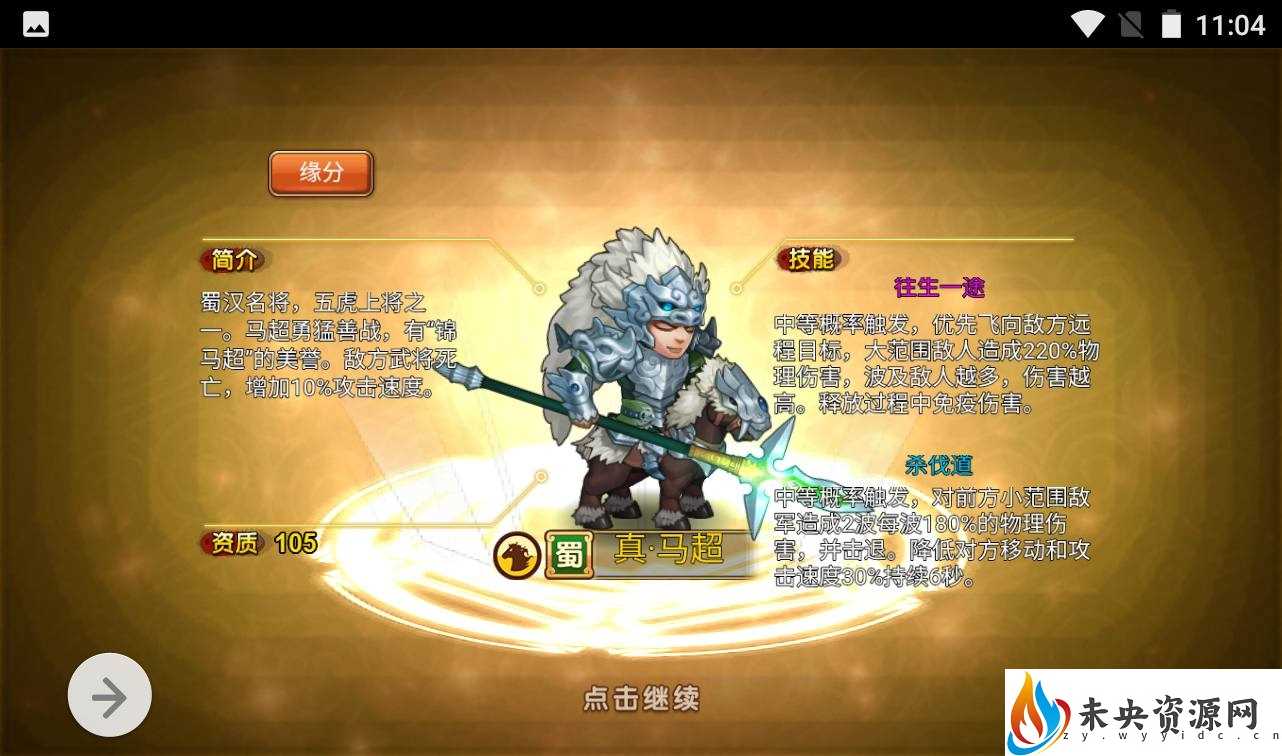 11:04
缘分
简介
蜀汉名将，五虎上将之
一。马超勇猛善战，有“锦
马超”的美誉。敌方武将死
亡，增加10%攻击速度。
资质 105
技能
往生一途
中等概率触发，优先飞向敌方远
程目标，大范围敌人造成220%物
理伤害，波及敌人越多，伤害越
高。释放过程中免疫伤害。
杀伐道
中等概率触发，对前方小范围敌
军造成2波每波180%的物理伤
害，并击退。降低对方移动和攻
击速度30%持续6秒。
蜀 真·马超
点击继续
未央资源网
zy.wyyidc.cn